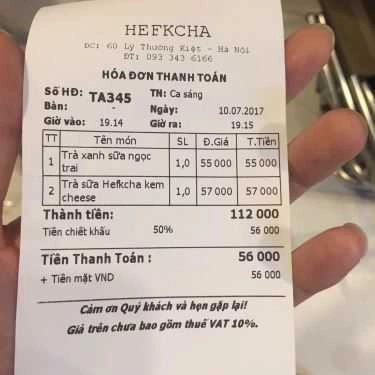 HEFKCHA
ĐC: 60 Lý Thường Kiệt - Hà Nội
ĐT: 093 343 6166
HÓA ĐƠN THANH TOÁN
Số HĐ: TA345 TN: Ca sáng
Bàn: - Ngày: 10.07.2017
Giờ vào: 19.14 Giờ ra: 19.15
TT Tên món SL Đ.Giá T.Tiền
1 Trà xanh sữa ngọc trai 1,0 55 000 55 000
2 Trà sữa Hefkcha kem cheese 1,0 57 000 57 000
Thành tiền: 112 000
Tiền chiết khấu 50% 56 000
Tiền Thanh Toán : 56 000
+ Tiền mặt VND 56 000
Cảm ơn Quý khách và hẹn gặp lại!
Giá trên chưa bao gồm thuế VAT 10%.